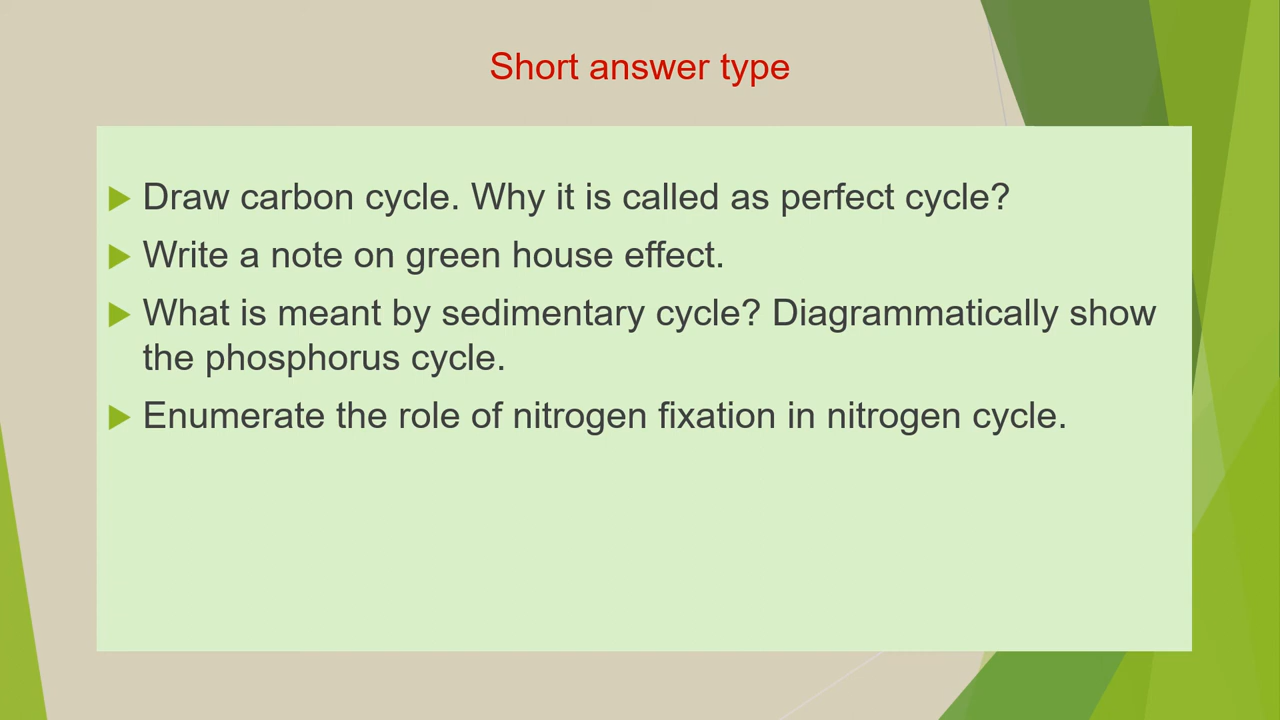 Short answer type
Draw carbon cycle. Why it is called as perfect cycle?
Write a note on green house effect.
What is meant by sedimentary cycle? Diagrammatically show
the phosphorus cycle.
Enumerate the role of nitrogen fixation in nitrogen cycle.